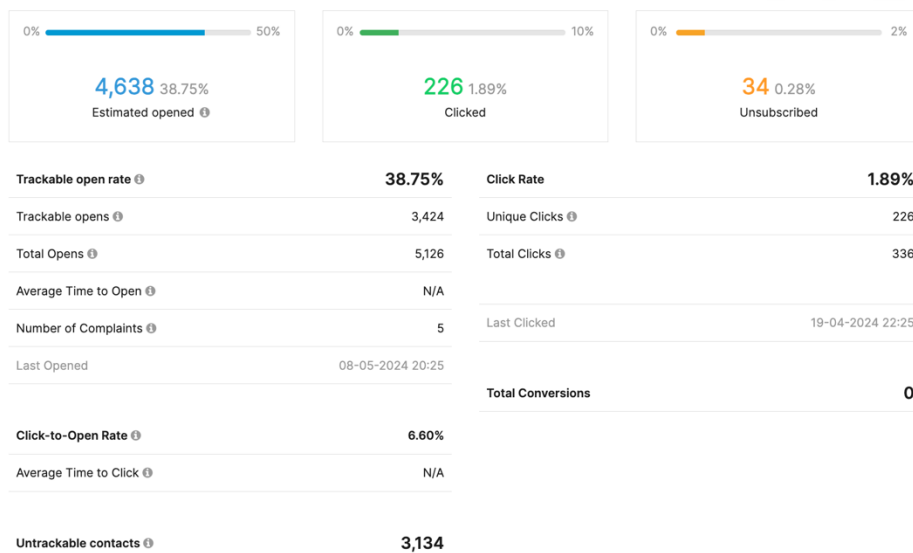 0% 50%
4,638 38.75%
Estimated opened
0% 10%
226 1.89%
Clicked
0% 2%
34 0.28%
Unsubscribed
Trackable open rate 38.75%
Trackable opens 3,424
Total Opens 5,126
Average Time to Open N/A
Number of Complaints 5
Last Opened 08-05-2024 20:25
Click-to-Open Rate 6.60%
Average Time to Click N/A
Untrackable contacts 3,134
Click Rate 1.89%
Unique Clicks 226
Total Clicks 336
Last Clicked 19-04-2024 22:25
Total Conversions 0